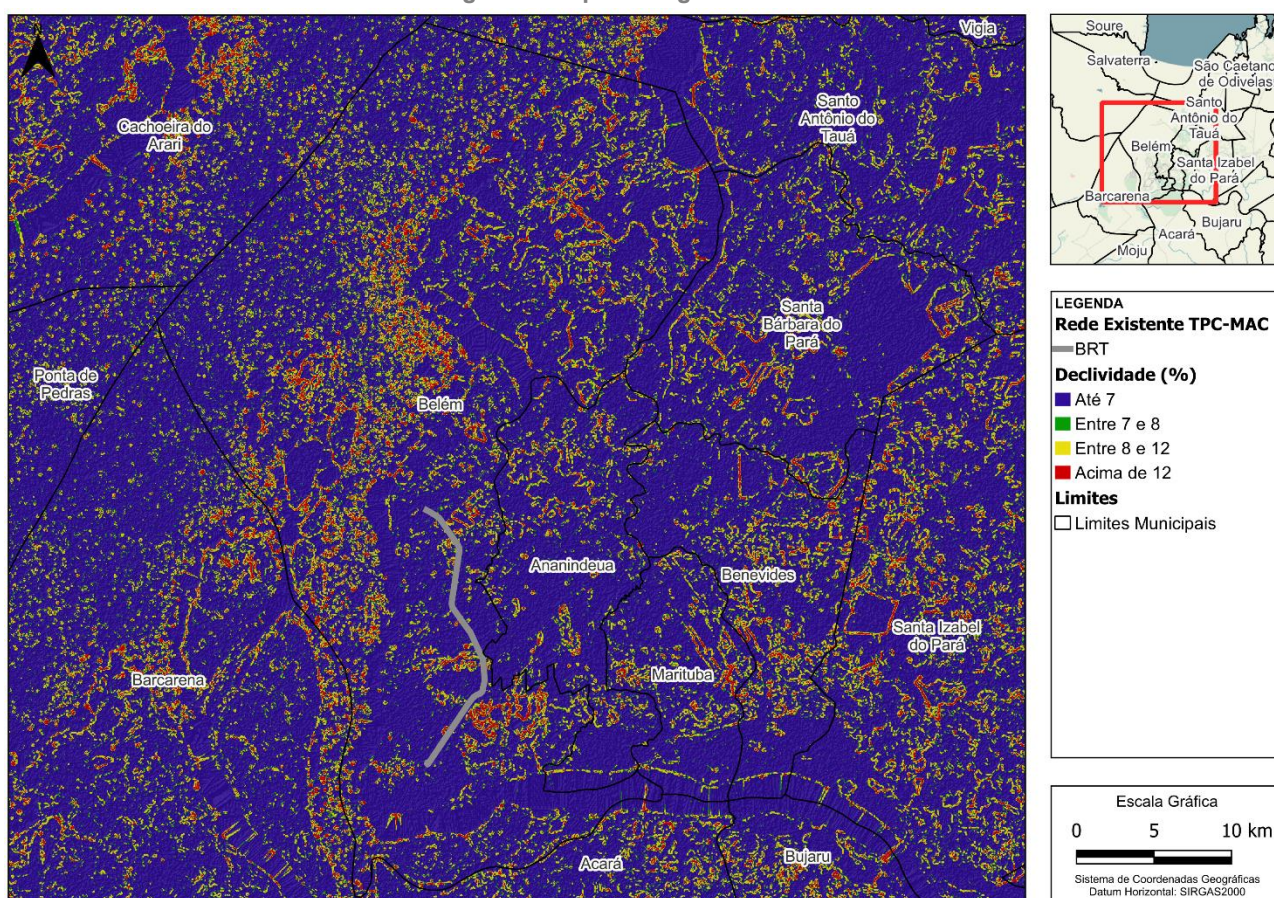 Vigia
Santo
Antônio do
Tauá
Cachoeira do
Arari
Santa
Bárbara do
Pará
Ponta de
Pedras
Belém
Ananindeua
Benevides
Santa Izabel
do Pará
Marituba
Barcarena
Acará
Bujaru
Soure
Salvaterra
São Caetano
de Odivelas
Santo
Antônio do
Tauá
Belém
Santa Izabel
do Pará
Barcarena
Bujaru
Acará
Moju
LEGENDA
Rede Existente TPC-MAC
BRT
Declividade (%)
Até 7
Entre 7 e 8
Entre 8 e 12
Acima de 12
Limites
Limites Municipais
Escala Gráfica
0 5 10 km
Sistema de Coordenadas Geográficas
Datum Horizontal: SIRGAS2000